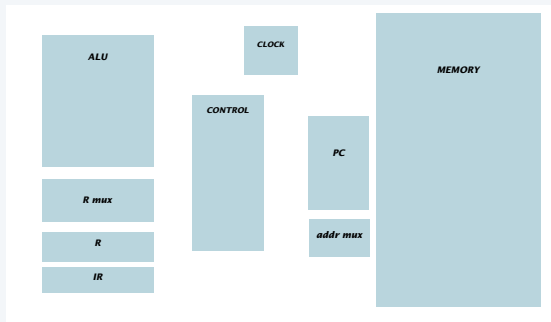 CLOCK
ALU
MEMORY
CONTROL
PC
R mux
addr mux
R
IR